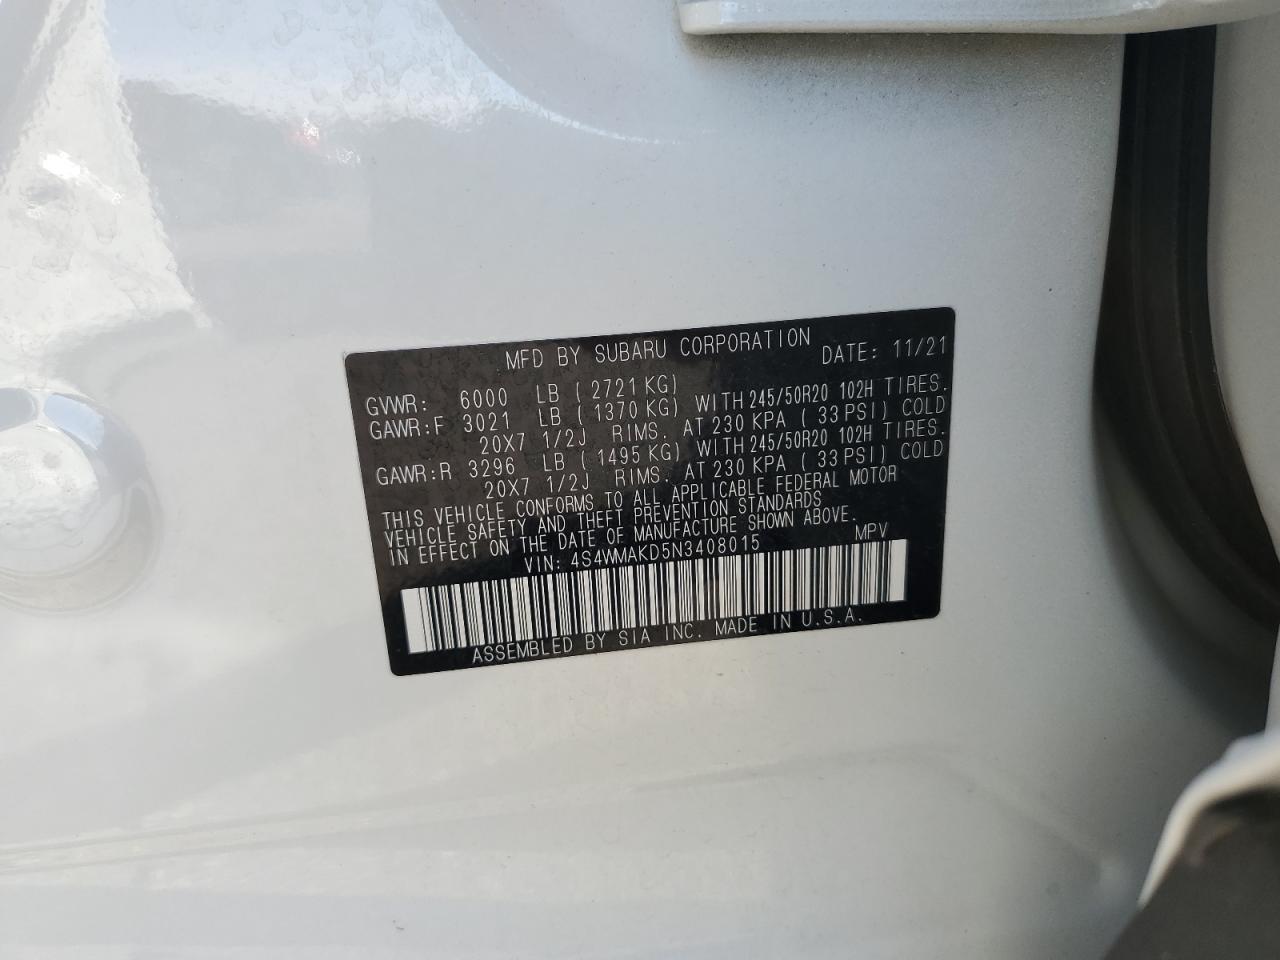 MFD BY SUBARU CORPORATION DATE: 11/21
GVWR: 6000 LB ( 2721 KG)
GAWR:F 3021 LB ( 1370 KG) WITH 245/50R20 102H TIRES.
20X7 1/2J RIMS. AT 230 KPA ( 33 PSI) COLD
GAWR:R 3296 LB ( 1495 KG) WITH 245/50R20 102H TIRES.
20X7 1/2J RIMS. AT 230 KPA ( 33 PSI) COLD
THIS VEHICLE CONFORMS TO ALL APPLICABLE FEDERAL MOTOR
VEHICLE SAFETY AND THEFT PREVENTION STANDARDS
IN EFFECT ON THE DATE OF MANUFACTURE SHOWN ABOVE.
VIN: 4S4WMAKD5N3408015 MPV
ASSEMBLED BY SIA INC. MADE IN U.S.A.